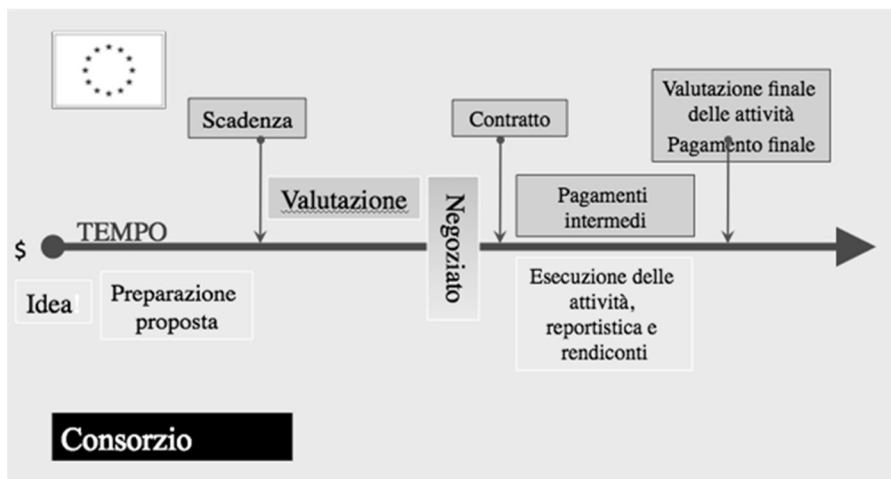 Scadenza
Contratto
Valutazione finale
delle attività
Pagamento finale
Valutazione
Negoziato
Pagamenti
intermedi
$
TEMPO
Idea!
Preparazione
proposta
Esecuzione delle
attività,
reportistica e
rendiconti
Consorzio